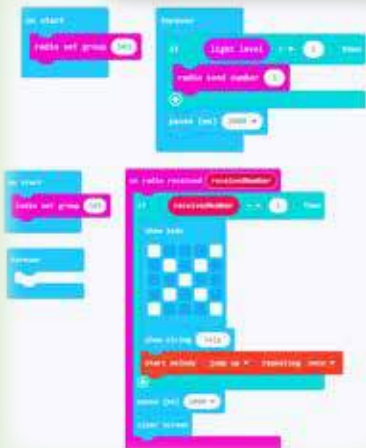 on start
radio set group
forever
if light level then
radio send number 1
pause (ms)
on start
radio set group
forever
on radio received receivedNumber
if receivedNumber = 1 then
show leds
show string
start melody jump up repeating once
pause (ms)
clear screen